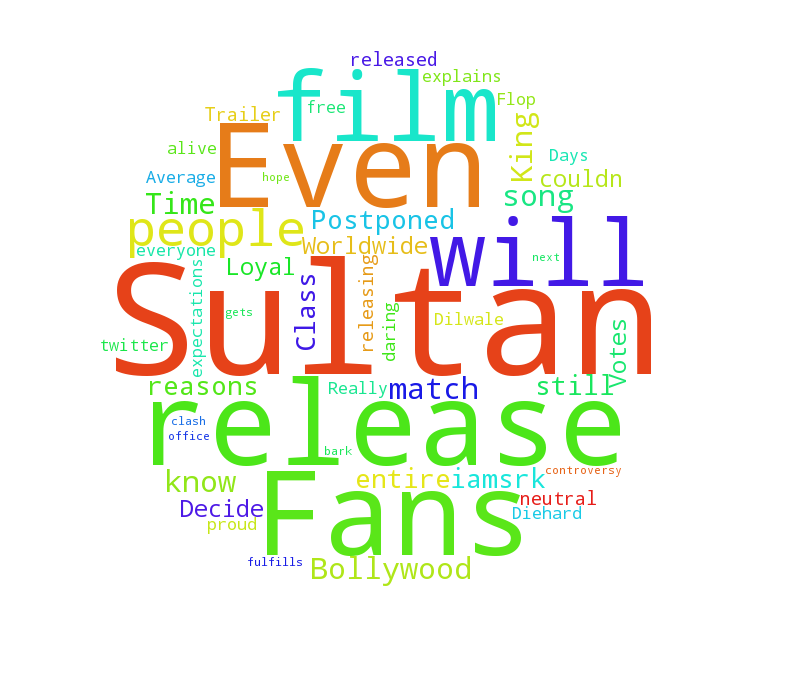 released
explains
film
free
Flop
Trailer
King
Even
alive
Days
Average
hope
couldn
Time
song
people
Postponed
will
everyone
Worldwide
next
Loyal
expectations
Class
releasing
Sultan
gets
daring
Dilwale
twitter
Votes
reasons
Really
match
still
release
clash
office
bark
know
entire
iamsrk
controversy
Fans
neutral
Decide
Diehard
proud
fulfills
Bollywood